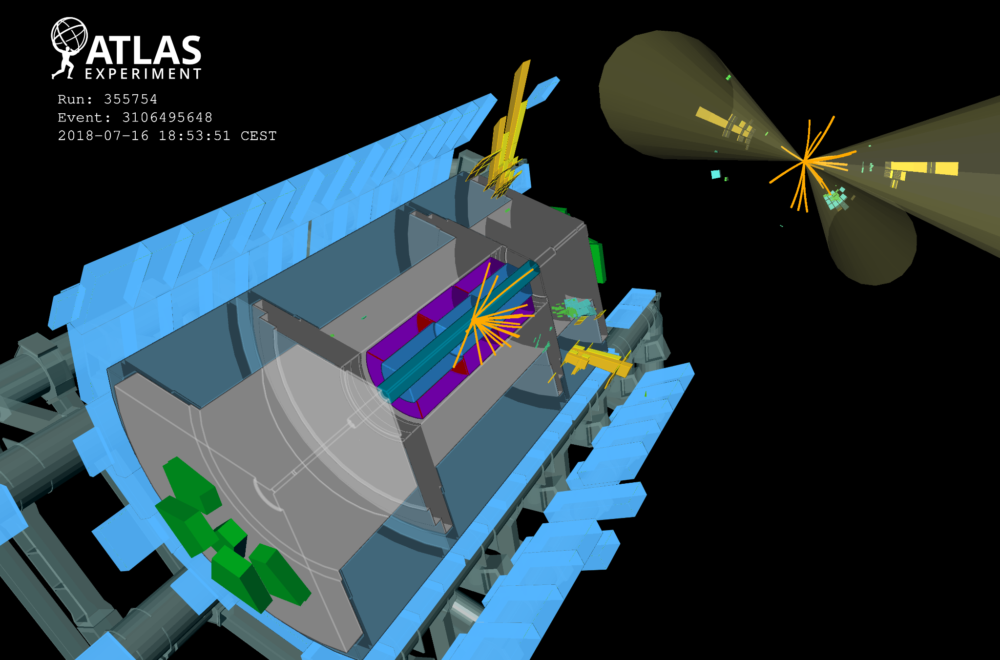 ATLAS
EXPERIMENT
Run: 355754
Event: 3106495648
2018-07-16 18:53:51 CEST